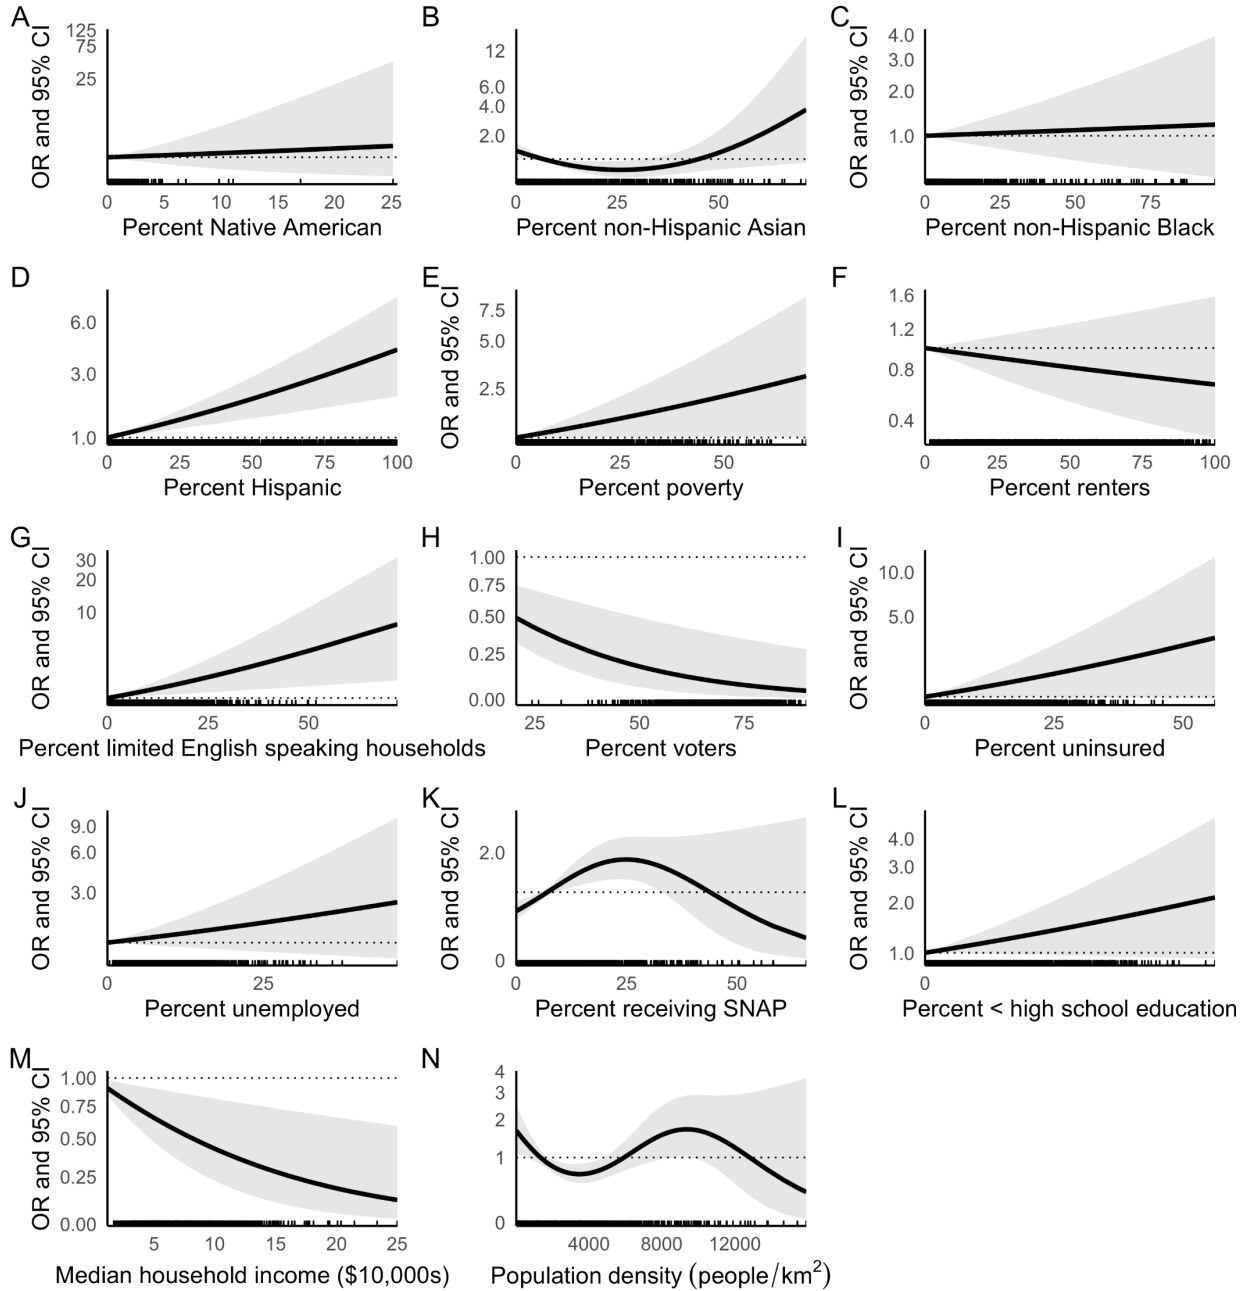 A
OR and 95% CI
125
75
25
0 5 10 15 20 25
Percent Native American
B
12
6.0
4.0
2.0
0 25 50
Percent non-Hispanic Asian
C
OR and 95% CI
4.0
3.0
2.0
1.0
0 25 50 75
Percent non-Hispanic Black
D
6.0
3.0
1.0
0 25 50 75 100
Percent Hispanic
E
OR and 95% CI
7.5
5.0
2.5
0 25 50
Percent poverty
F
1.6
1.2
0.8
0.4
0 25 50 75 100
Percent renters
G
OR and 95% CI
30
20
10
0 25 50
Percent limited English speaking households
H
1.00
0.75
0.50
0.25
0.00
25 50 75
Percent voters
I
OR and 95% CI
10.0
5.0
0 25 50
Percent uninsured
J
OR and 95% CI
9.0
6.0
3.0
0 25
Percent unemployed
K
OR and 95% CI
2.0
0
0 25 50
Percent receiving SNAP
L
OR and 95% CI
4.0
3.0
2.0
1.0
0
Percent < high school education
M
OR and 95% CI
1.00
0.75
0.50
0.25
0.00
5 10 15 20 25
Median household income ($10,000s)
N
4
3
2
1
0
4000 8000 12000
Population density (people/km²)